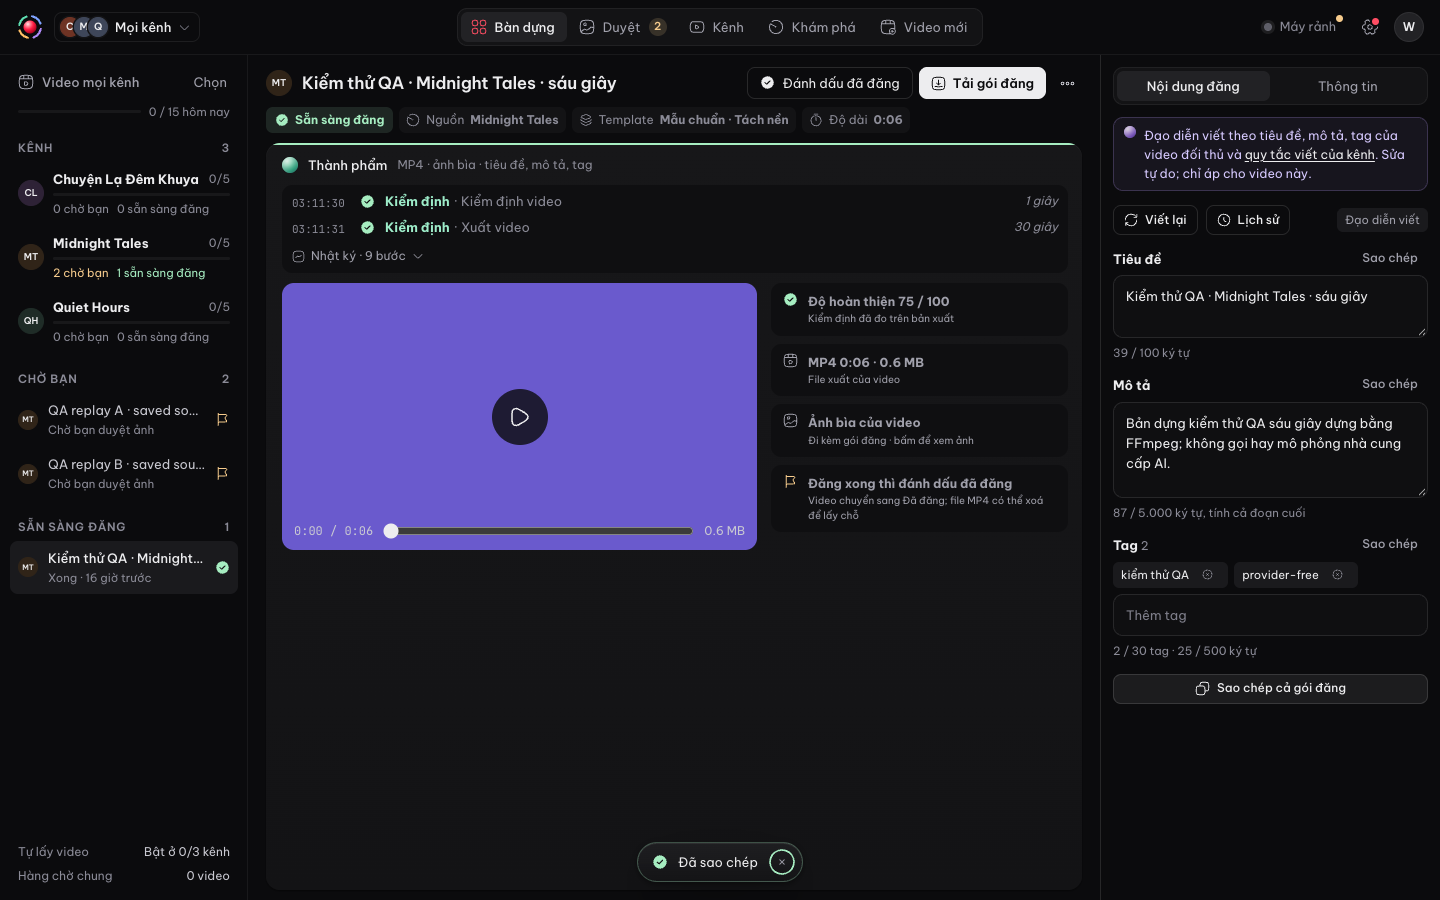 C M Q Mọi kênh
Bàn dựng
Duyệt 2
Kênh
Khám phá
Video mới
Máy rảnh
W
Video mọi kênh
Chọn
0 / 15 hôm nay
KÊNH 3
CL Chuyện Lạ Đêm Khuya 0/5
0 chờ bạn 0 sẵn sàng đăng
MT Midnight Tales 0/5
2 chờ bạn 1 sẵn sàng đăng
QH Quiet Hours 0/5
0 chờ bạn 0 sẵn sàng đăng
CHỜ BẠN 2
MT QA replay A · saved so...
Chờ bạn duyệt ảnh
MT QA replay B · saved sou...
Chờ bạn duyệt ảnh
SẴN SÀNG ĐĂNG 1
MT Kiểm thử QA · Midnight...
Xong · 16 giờ trước
Tự lấy video Bật ở 0/3 kênh
Hàng chờ chung 0 video
MT Kiểm thử QA · Midnight Tales · sáu giây
Đánh dấu đã đăng
Tải gói đăng
Sẵn sàng đăng
Nguồn Midnight Tales
Template Mẫu chuẩn · Tách nền
Độ dài 0:06
Thành phẩm MP4 · ảnh bìa · tiêu đề, mô tả, tag
03:11:30 Kiểm định · Kiểm định video 1 giây
03:11:31 Kiểm định · Xuất video 30 giây
Nhật ký · 9 bước
0:00 / 0:06 0.6 MB
Độ hoàn thiện 75 / 100
Kiểm định đã đo trên bản xuất
MP4 0:06 · 0.6 MB
File xuất của video
Ảnh bìa của video
Đi kèm gói đăng · bấm để xem ảnh
Đăng xong thì đánh dấu đã đăng
Video chuyển sang Đã đăng; file MP4 có thể xoá
để lấy chỗ
Đã sao chép
Nội dung đăng
Thông tin
Đạo diễn viết theo tiêu đề, mô tả, tag của
video đối thủ và quy tắc viết của kênh. Sửa
tự do; chỉ áp cho video này.
Viết lại
Lịch sử
Đạo diễn viết
Tiêu đề Sao chép
Kiểm thử QA · Midnight Tales · sáu giây
39 / 100 ký tự
Mô tả Sao chép
Bản dựng kiểm thử QA sáu giây dựng bằng
FFmpeg; không gọi hay mô phỏng nhà cung
cấp AI.
87 / 5.000 ký tự, tính cả đoạn cuối
Tag 2 Sao chép
kiểm thử QA
provider-free
Thêm tag
2 / 30 tag · 25 / 500 ký tự
Sao chép cả gói đăng